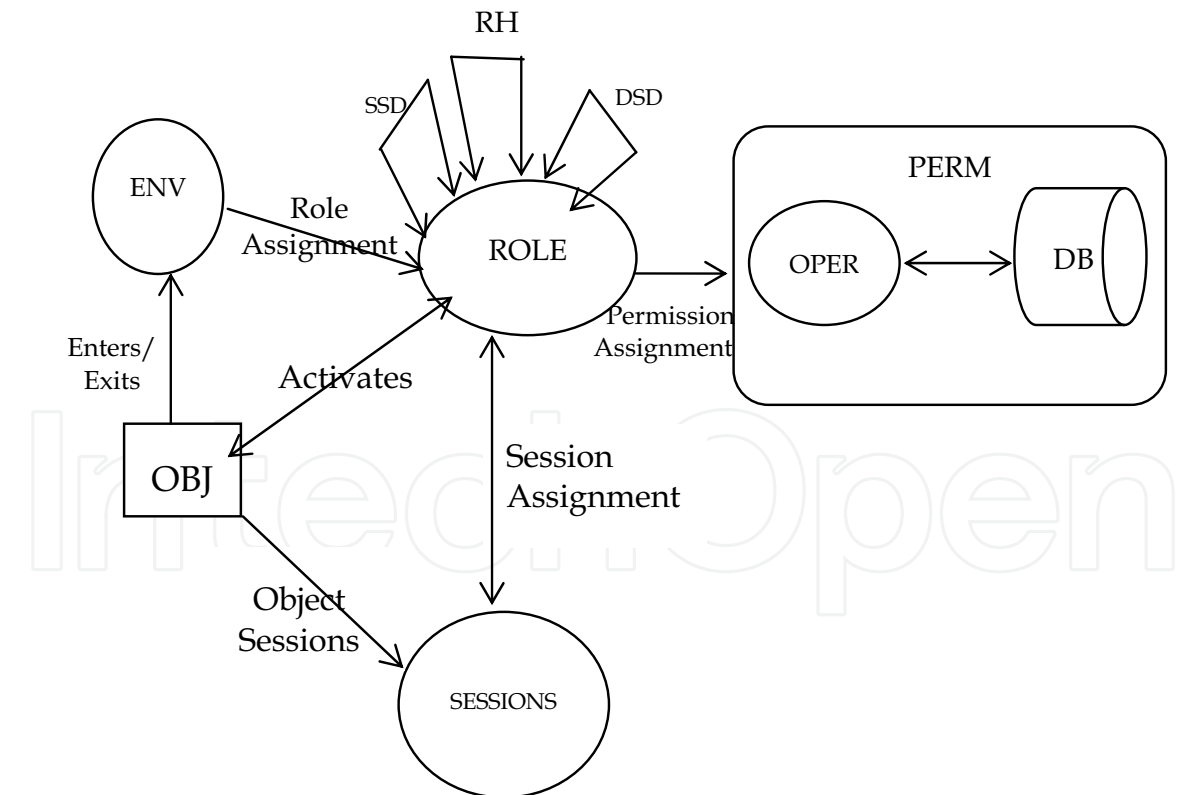 RH
SSD
DSD
ENV
Role
Assignment
ROLE
PERM
OPER
DB
Permission
Assignment
Enters/
Exits
Activates
OBJ
Session
Assignment
Object
Sessions
SESSIONS
IntechOpen